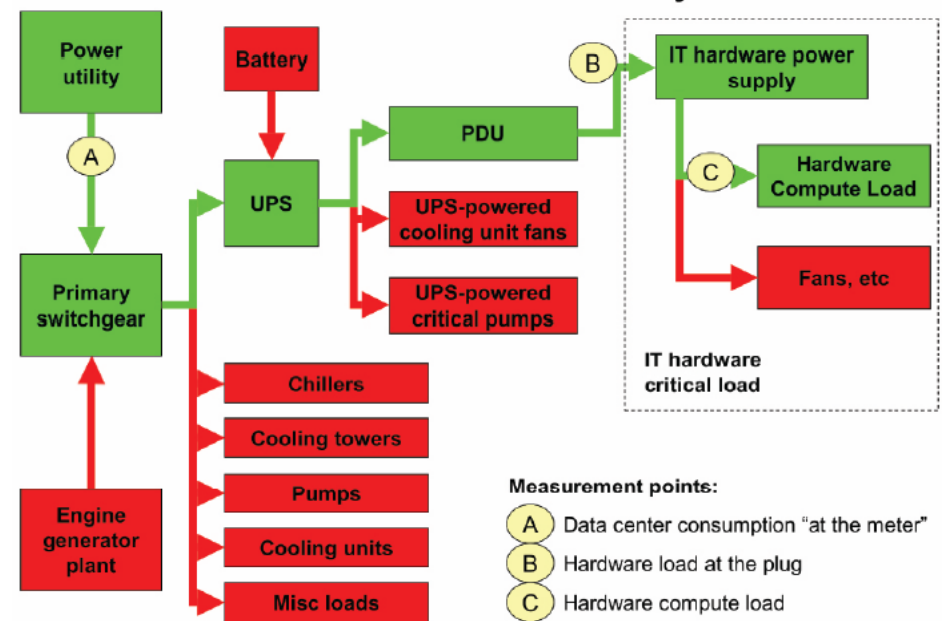 Power
utility
Battery
B
IT hardware power
supply
A
PDU
C
Hardware
Compute Load
UPS
UPS-powered
cooling unit fans
Primary
switchgear
UPS-powered
critical pumps
Fans, etc
IT hardware
critical load
Chillers
Cooling towers
Pumps
Engine
generator
plant
Cooling units
Misc loads
Measurement points:
A Data center consumption “at the meter”
B Hardware load at the plug
C Hardware compute load